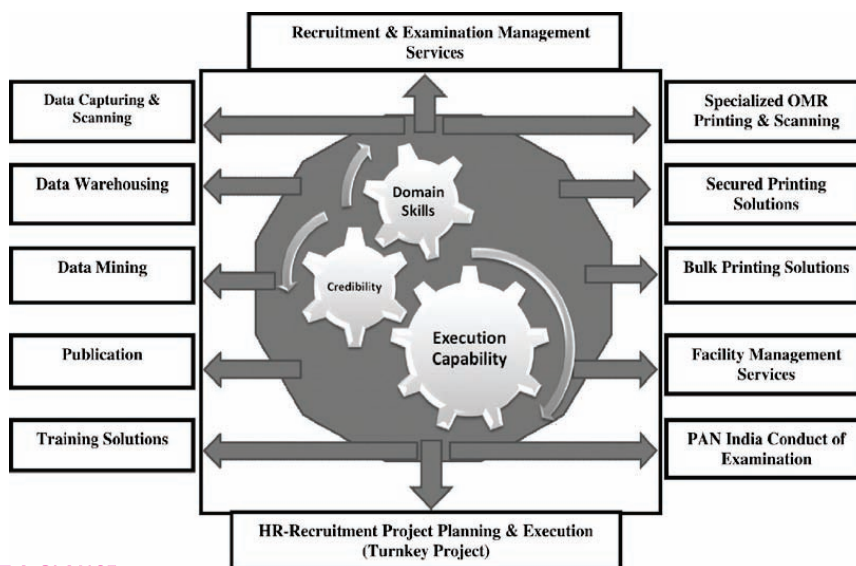 Recruitment & Examination Management
Services
Data Capturing &
Scanning
Specialized OMR
Printing & Scanning
Data Warehousing
Domain
Skills
Secured Printing
Solutions
Data Mining
Credibility
Bulk Printing Solutions
Publication
Execution
Capability
Facility Management
Services
Training Solutions
PAN India Conduct of
Examination
HR-Recruitment Project Planning & Execution
(Turnkey Project)